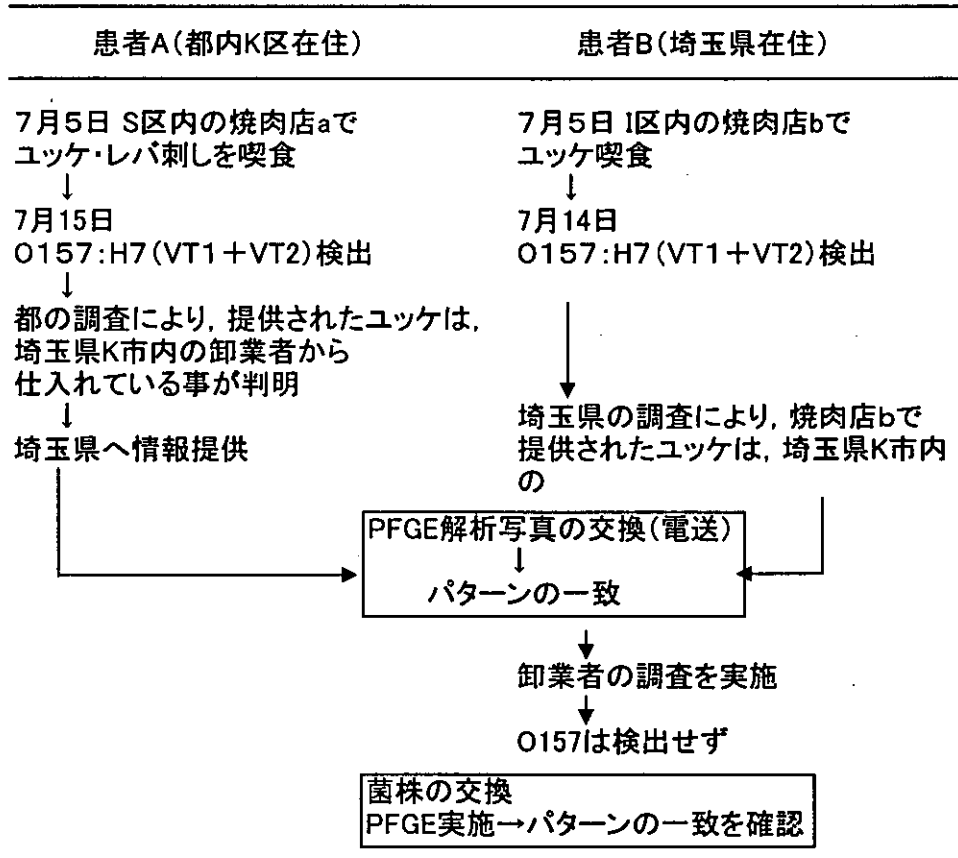 患者A(都内K区在住)
患者B(埼玉県在住)
7月5日 S区内の焼肉店aで
ユッケ・レバ刺しを喫食
↓
7月15日
O157:H7(VT1+VT2)検出
↓
都の調査により, 提供されたユッケは,
埼玉県K市内の卸業者から
仕入れている事が判明
↓
埼玉県へ情報提供
7月5日 I区内の焼肉店bで
ユッケ喫食
↓
7月14日
O157:H7(VT1+VT2)検出
埼玉県の調査により, 焼肉店bで
提供されたユッケは, 埼玉県K市内
の
PFGE解析写真の交換(電送)
↓
パターンの一致
↓
卸業者の調査を実施
↓
O157は検出せず
菌株の交換
PFGE実施→パターンの一致を確認